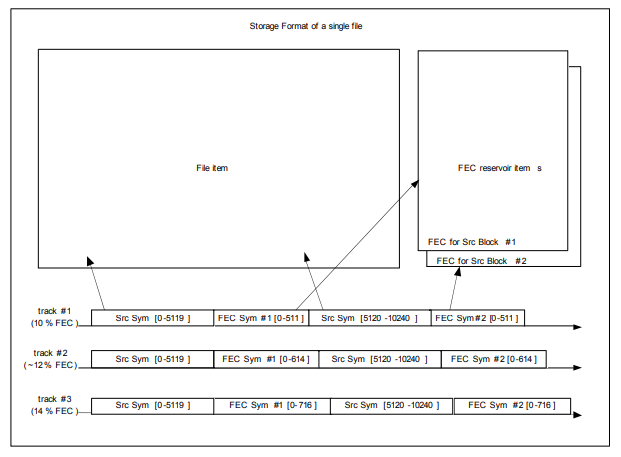 Storage Format of a single file
File item
FEC reservoir item s
FEC for Src Block #1
FEC for Src Block #2
track #1
(10 % FEC)
Src Sym [0-5119]
FEC Sym #1 [0-511]
Src Sym [5120 -10240]
FEC Sym #2 [0-511]
track #2
(~12% FEC)
Src Sym [0-5119]
FEC Sym #1 [0-614]
Src Sym [5120 -10240]
FEC Sym #2 [0-614]
track #3
(14 % FEC)
Src Sym [0-5119]
FEC Sym #1 [0-716]
Src Sym [5120 -10240]
FEC Sym #2 [0-716]